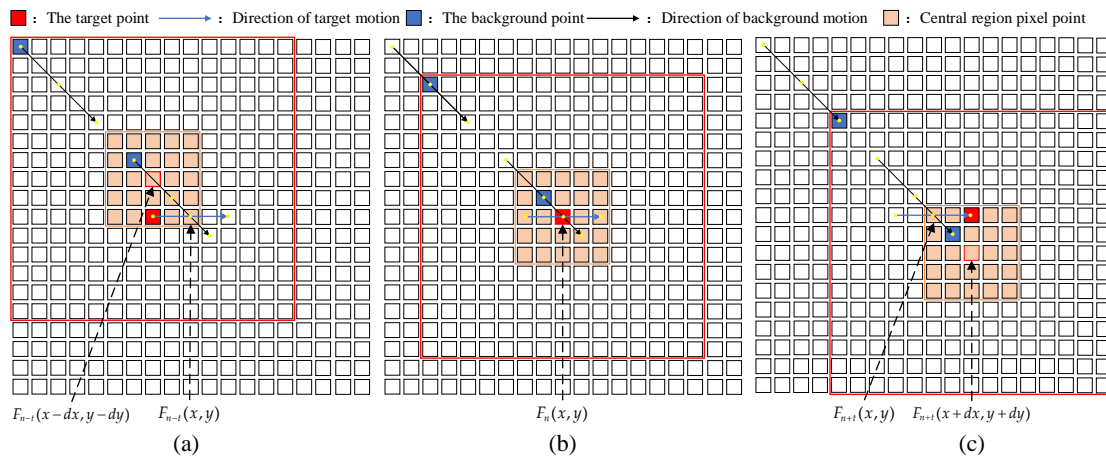 : The target point : Direction of target motion : The background point : Direction of background motion : Central region pixel point
F_{n-t}(x-dx, y-dy) F_{n-t}(x, y) F_n(x, y) F_{n+t}(x, y) F_{n+t}(x+dx, y+dy)
(a) (b) (c)